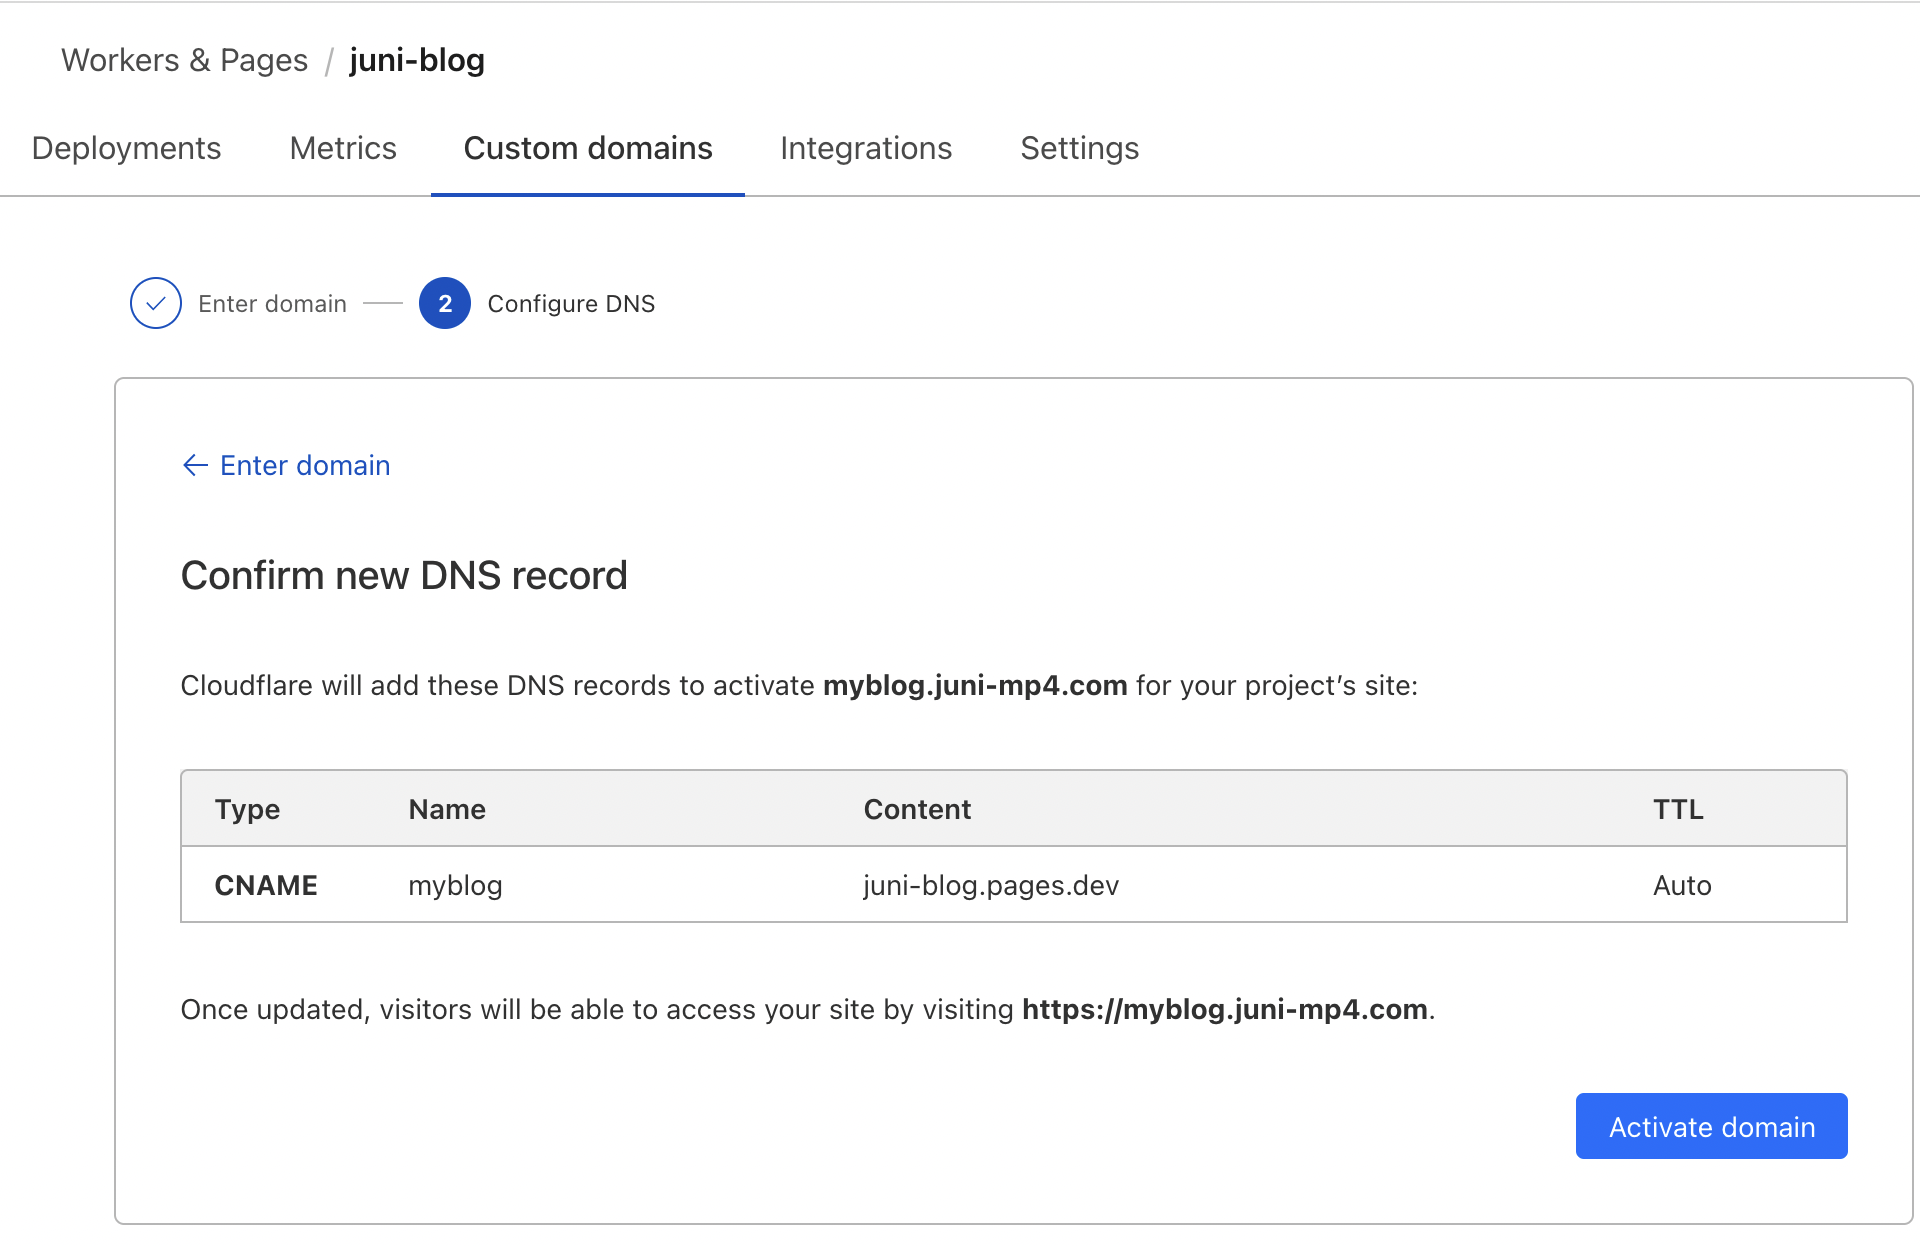 Workers & Pages / juni-blog
Deployments Metrics Custom domains Integrations Settings
Enter domain 2 Configure DNS
← Enter domain
Confirm new DNS record
Cloudflare will add these DNS records to activate myblog.juni-mp4.com for your project’s site:
Type Name Content TTL
CNAME myblog juni-blog.pages.dev Auto
Once updated, visitors will be able to access your site by visiting https://myblog.juni-mp4.com.
Activate domain